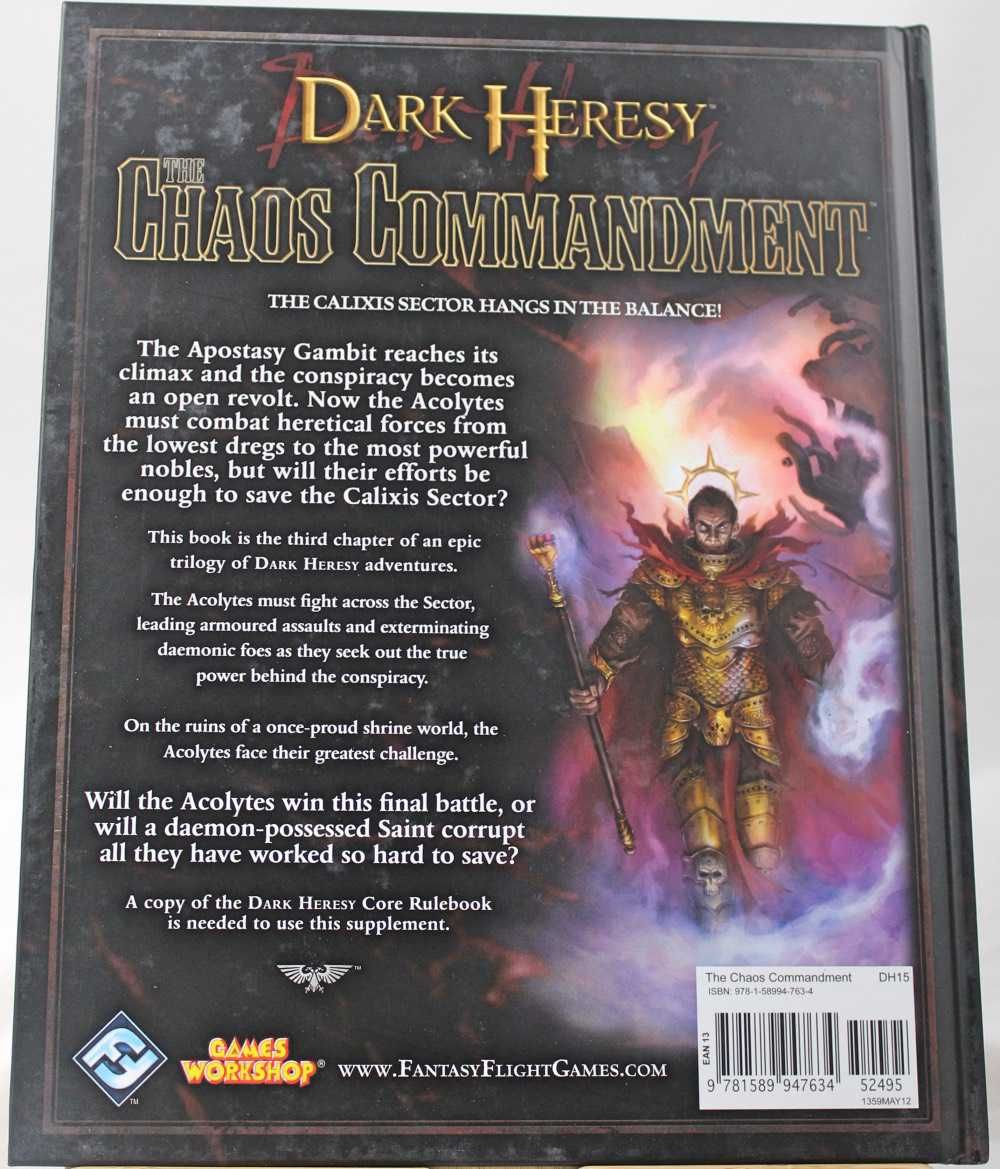 DARK HERESY™
THE
CHAOS COMMANDMENT™
THE CALIXIS SECTOR HANGS IN THE BALANCE!
The Apostasy Gambit reaches its
climax and the conspiracy becomes
an open revolt. Now the Acolytes
must combat heretical forces from
the lowest dregs to the most powerful
nobles, but will their efforts be
enough to save the Calixis Sector?
This book is the third chapter of an epic
trilogy of DARK HERESY adventures.
The Acolytes must fight across the Sector,
leading armoured assaults and exterminating
daemonic foes as they seek out the true
power behind the conspiracy.
On the ruins of a once-proud shrine world, the
Acolytes face their greatest challenge.
Will the Acolytes win this final battle, or
will a daemon-possessed Saint corrupt
all they have worked so hard to save?
A copy of the DARK HERESY Core Rulebook
is needed to use this supplement.
™
The Chaos Commandment DH15
ISBN: 978-1-58994-763-4
EAN 13
9 781589 947634 52495
1359MAY12
™
GAMES
WORKSHOP®
WWW.FANTASYFLIGHTGAMES.COM